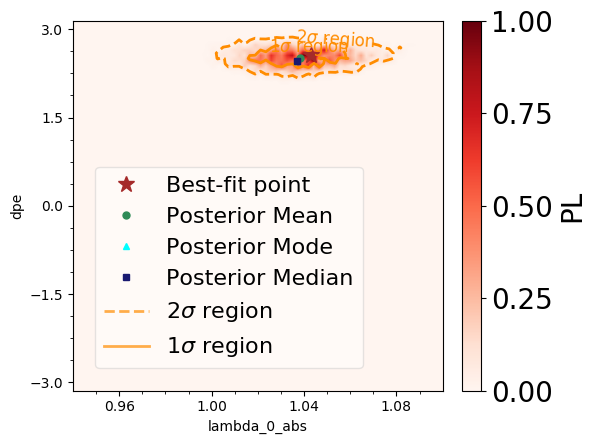 3.0
1.5
0.0
−1.5
−3.0
dpe
2σ region
1σ region
Best-fit point
Posterior Mean
Posterior Mode
Posterior Median
2σ region
1σ region
0.96
1.00
1.04
1.08
lambda_0_abs
1.00
0.75
0.50
0.25
0.00
PL